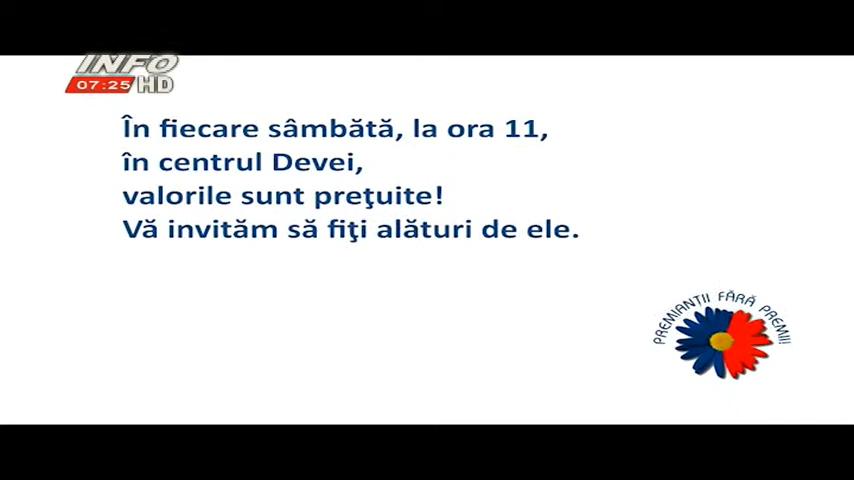 INFO
07:25 HD
În fiecare sâmbătă, la ora 11,
în centrul Devei,
valorile sunt preţuite!
Vă invităm să fiţi alături de ele.
PREMIANŢII FĂRĂ PREMII!